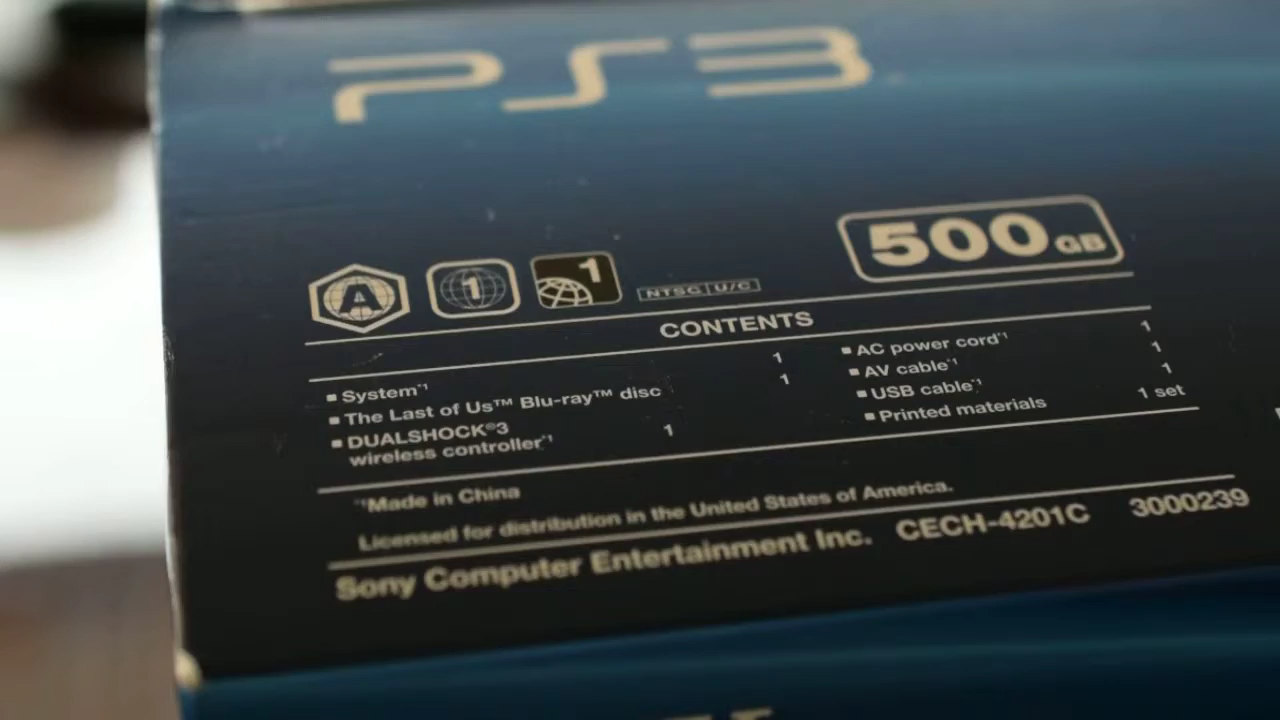 PS3
500GB
A 1 1 NTSC U/C
CONTENTS
▪ System*1 1
▪ The Last of Us™ Blu-ray™ disc 1
▪ DUALSHOCK®3
wireless controller*1 1
▪ AC power cord*1 1
▪ AV cable*1 1
▪ USB cable*1 1
▪ Printed materials 1 set
*1Made in China
Licensed for distribution in the United States of America.
Sony Computer Entertainment Inc. CECH-4201C 3000239